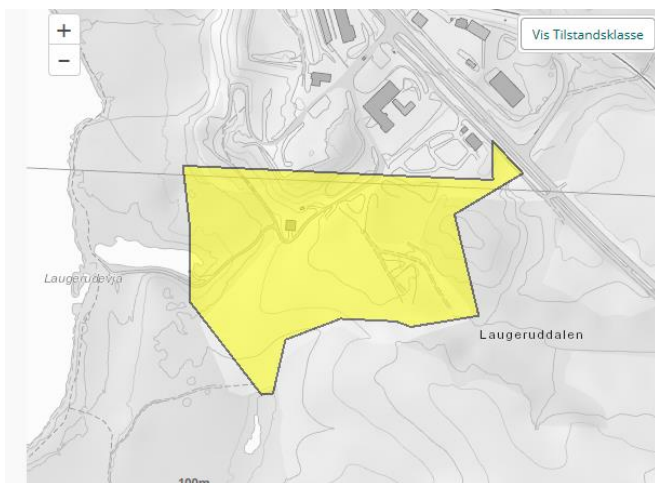 +
Vis Tilstandsklasse
−
Laugerudevja
Laugeruddalen
100m